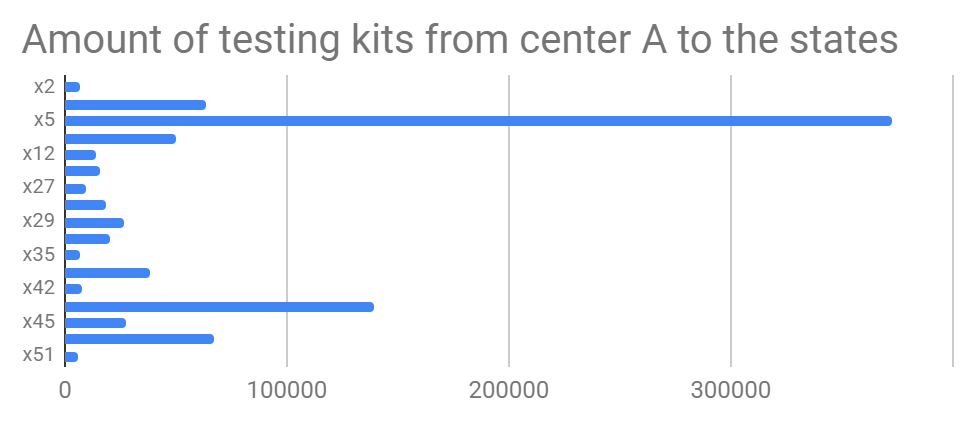 Amount of testing kits from center A to the states
x2
x5
x12
x27
x29
x35
x42
x45
x51
0 100000 200000 300000